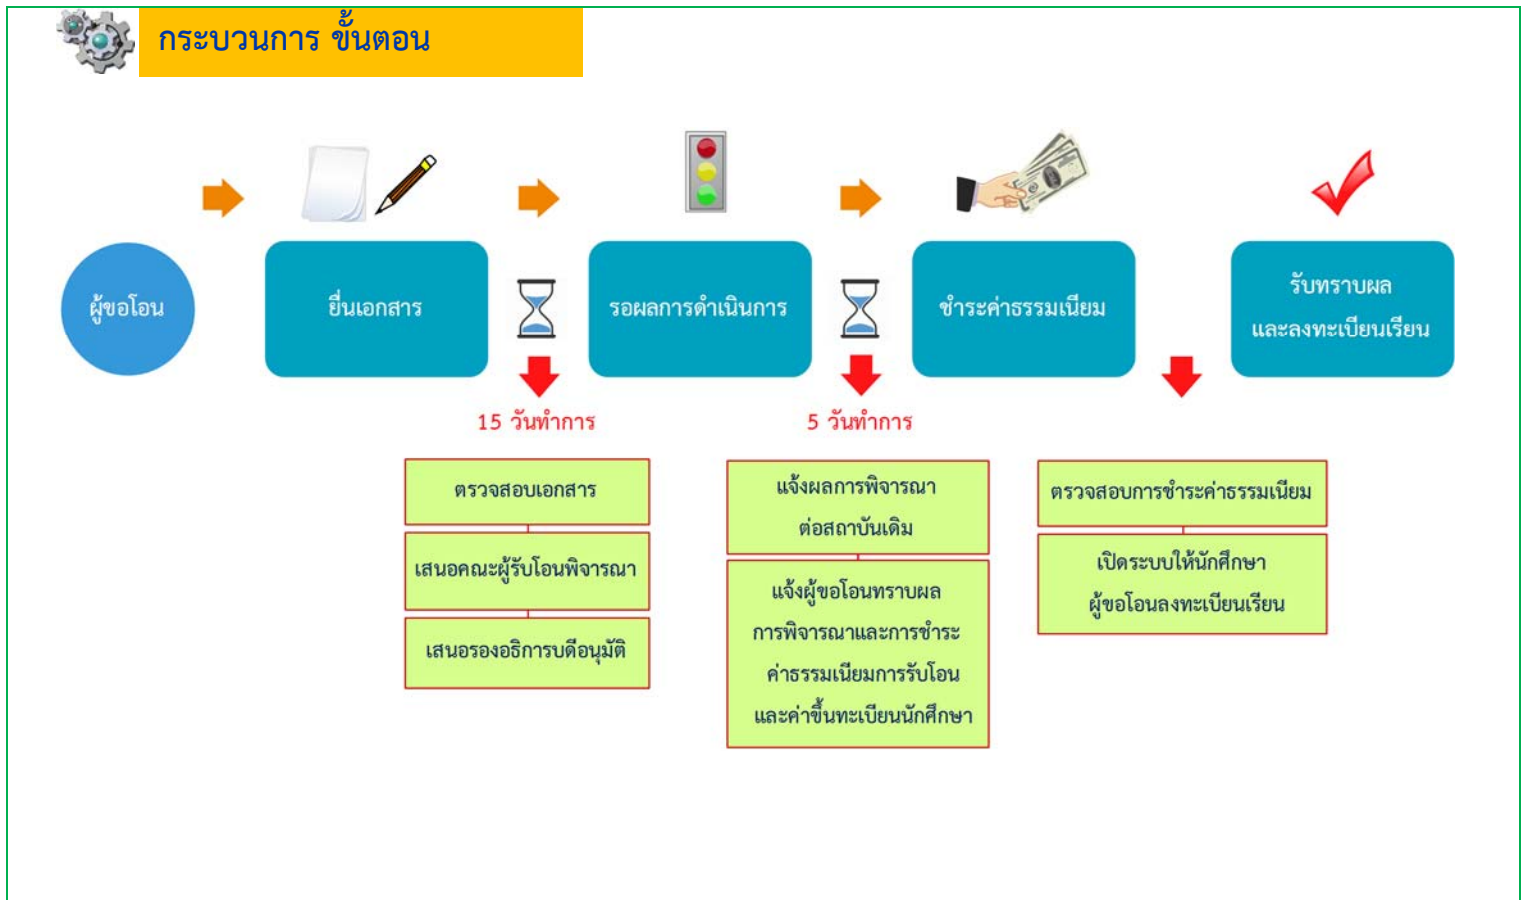 กระบวนการ ขั้นตอน
ผู้ขอโอน
ยื่นเอกสาร
รอผลการดำเนินการ
ชำระค่าธรรมเนียม
รับทราบผล
และลงทะเบียนเรียน
15 วันทำการ
5 วันทำการ
ตรวจสอบเอกสาร
เสนอคณะผู้รับโอนพิจารณา
เสนอรองอธิการบดีอนุมัติ
แจ้งผลการพิจารณา
ต่อสถาบันเดิม
แจ้งผู้ขอโอนทราบผล
การพิจารณาและการชำระ
ค่าธรรมเนียมการรับโอน
และค่าขึ้นทะเบียนนักศึกษา
ตรวจสอบการชำระค่าธรรมเนียม
เปิดระบบให้นักศึกษา
ผู้ขอโอนลงทะเบียนเรียน